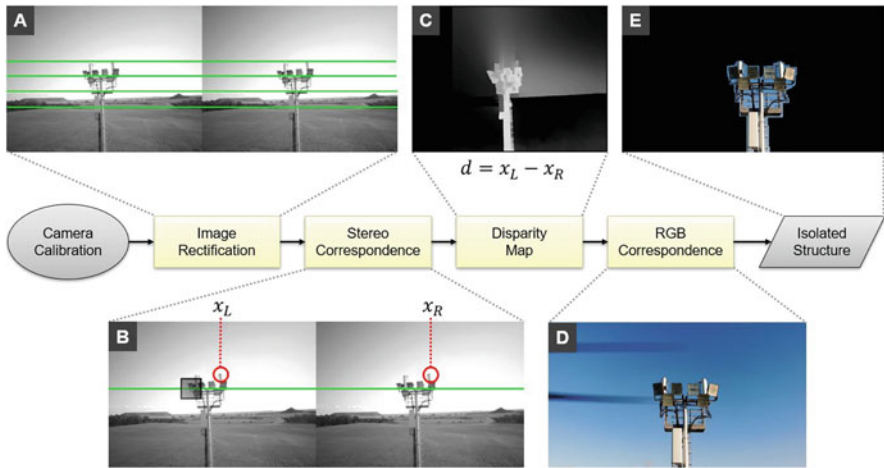 A
C
E
d = x_L − x_R
Camera
Calibration
Image
Rectification
Stereo
Correspondence
Disparity
Map
RGB
Correspondence
Isolated
Structure
x_L
x_R
B
D